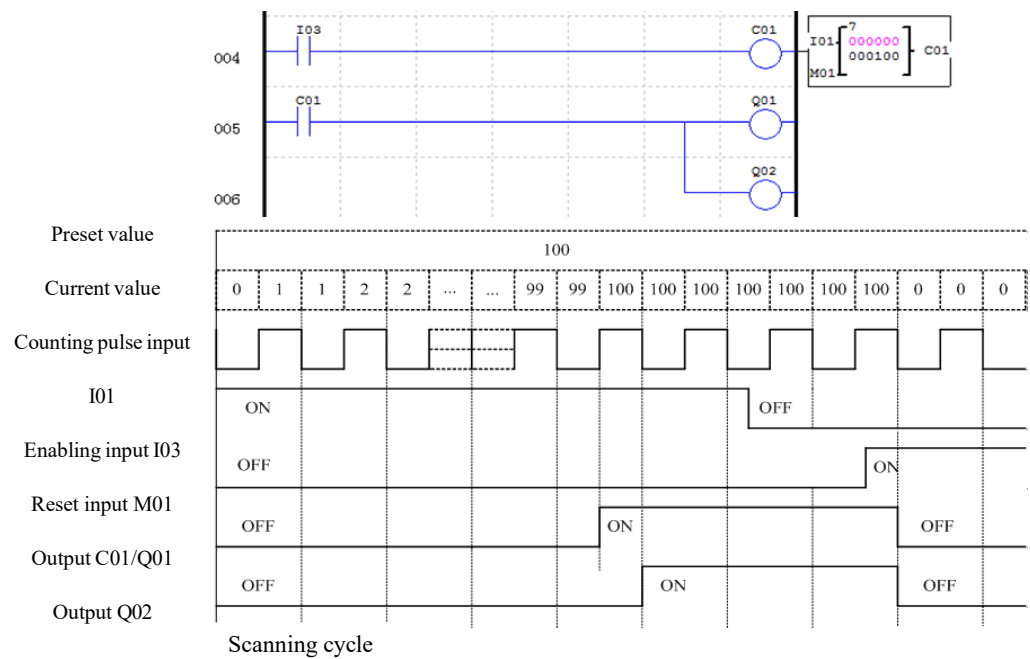 I03 C01
004 I01 7 000000 C01
000100
M01
C01 Q01
005
Q02
006
Preset value 100
Current value 0 1 1 2 2 ... ... 99 99 100 100 100 100 100 100 100 0 0 0
Counting pulse input
I01 ON OFF
Enabling input I03 OFF ON
Reset input M01 OFF ON OFF
Output C01/Q01
OFF ON OFF
Output Q02
Scanning cycle